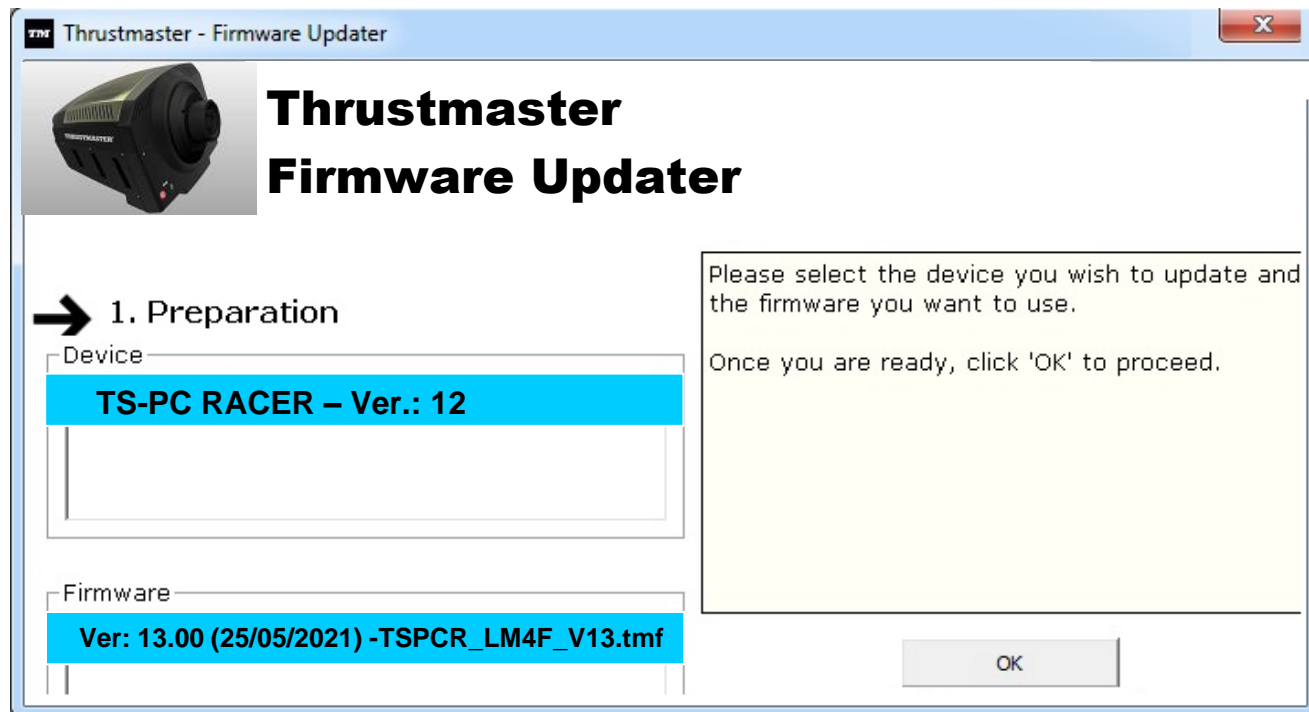 TM Thrustmaster - Firmware Updater
X
THRUSTMASTER
Thrustmaster
Firmware Updater
1. Preparation
Device
TS-PC RACER – Ver.: 12
Firmware
Ver: 13.00 (25/05/2021) -TSPCR_LM4F_V13.tmf
Please select the device you wish to update and
the firmware you want to use.
Once you are ready, click 'OK' to proceed.
OK